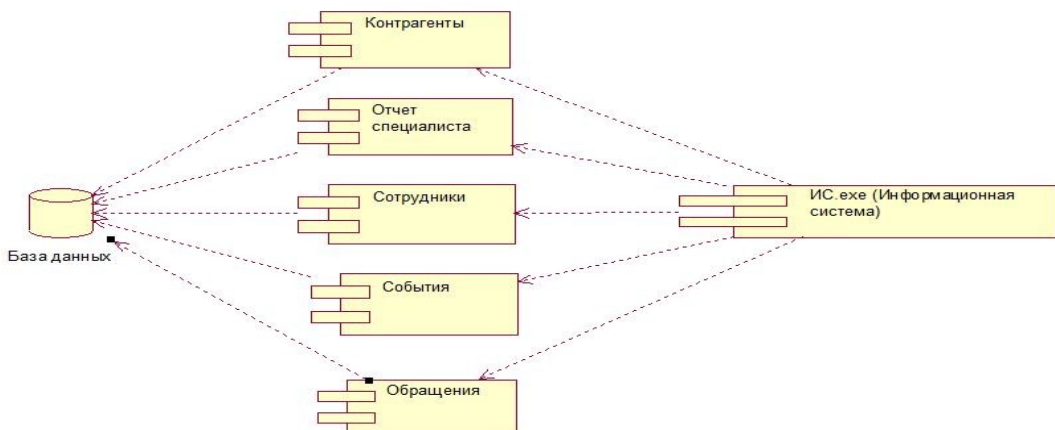 Контрагенты
Отчет
специалиста
Сотрудники
ИС.exe (Информационная
система)
База данных
События
Обращения